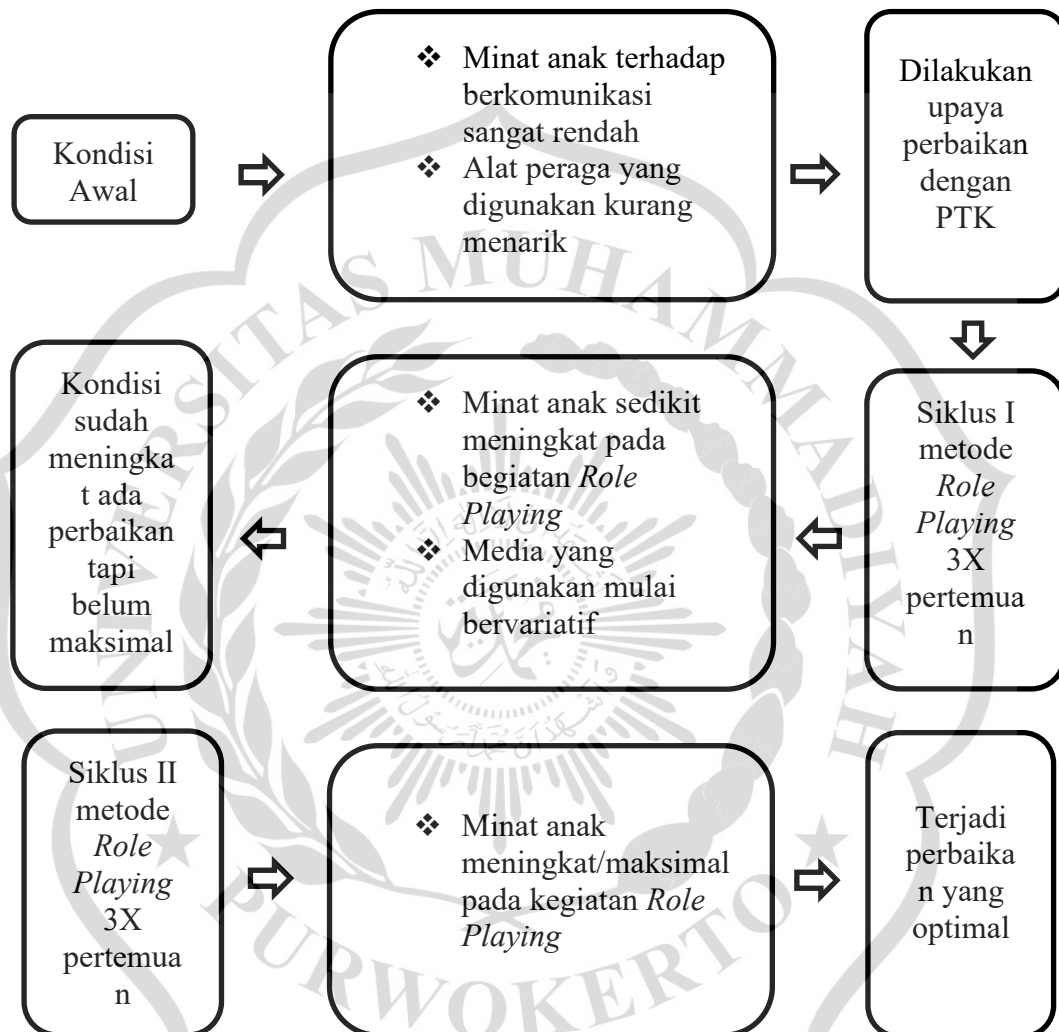 Kondisi
Awal
❖ Minat anak terhadap
berkomunikasi
sangat rendah
❖ Alat peraga yang
digunakan kurang
menarik
Dilakukan
upaya
perbaikan
dengan
PTK
Siklus I
metode
Role
Playing
3X
pertemua
n
❖ Minat anak sedikit
meningkat pada
begiatan Role
Playing
❖ Media yang
digunakan mulai
bervariatif
Kondisi
sudah
meningka
t ada
perbaikan
tapi
belum
maksimal
Siklus II
metode
Role
Playing
3X
pertemua
n
❖ Minat anak
meningkat/maksimal
pada kegiatan Role
Playing
Terjadi
perbaika
n yang
optimal
UNIVERSITAS MUHAMMADIYAH
PURWOKERTO